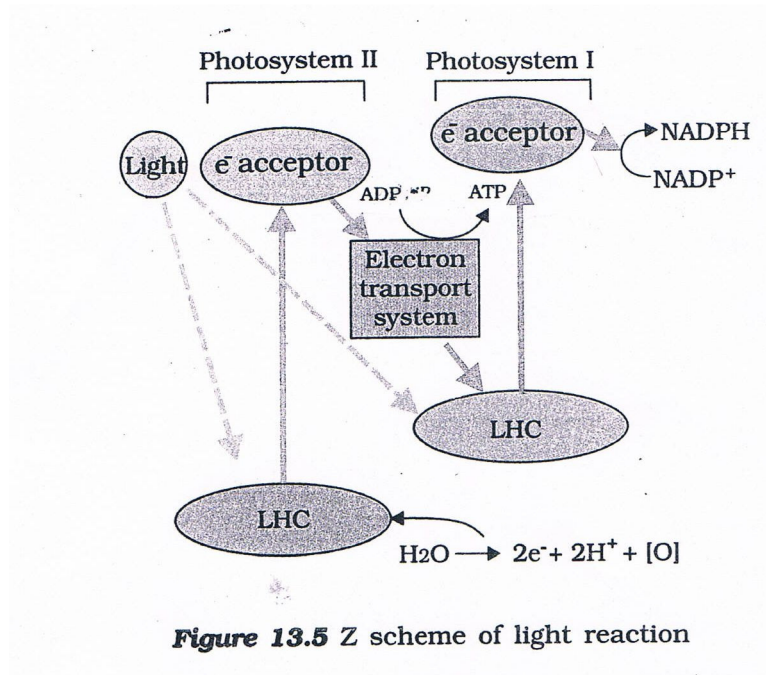 Photosystem II
Photosystem I
Light
e⁻ acceptor
e⁻ acceptor
NADPH
NADP⁺
ADP
ATP
Electron
transport
system
LHC
LHC
H2O → 2e⁻ + 2H⁺ + [O]
Figure 13.5 Z scheme of light reaction